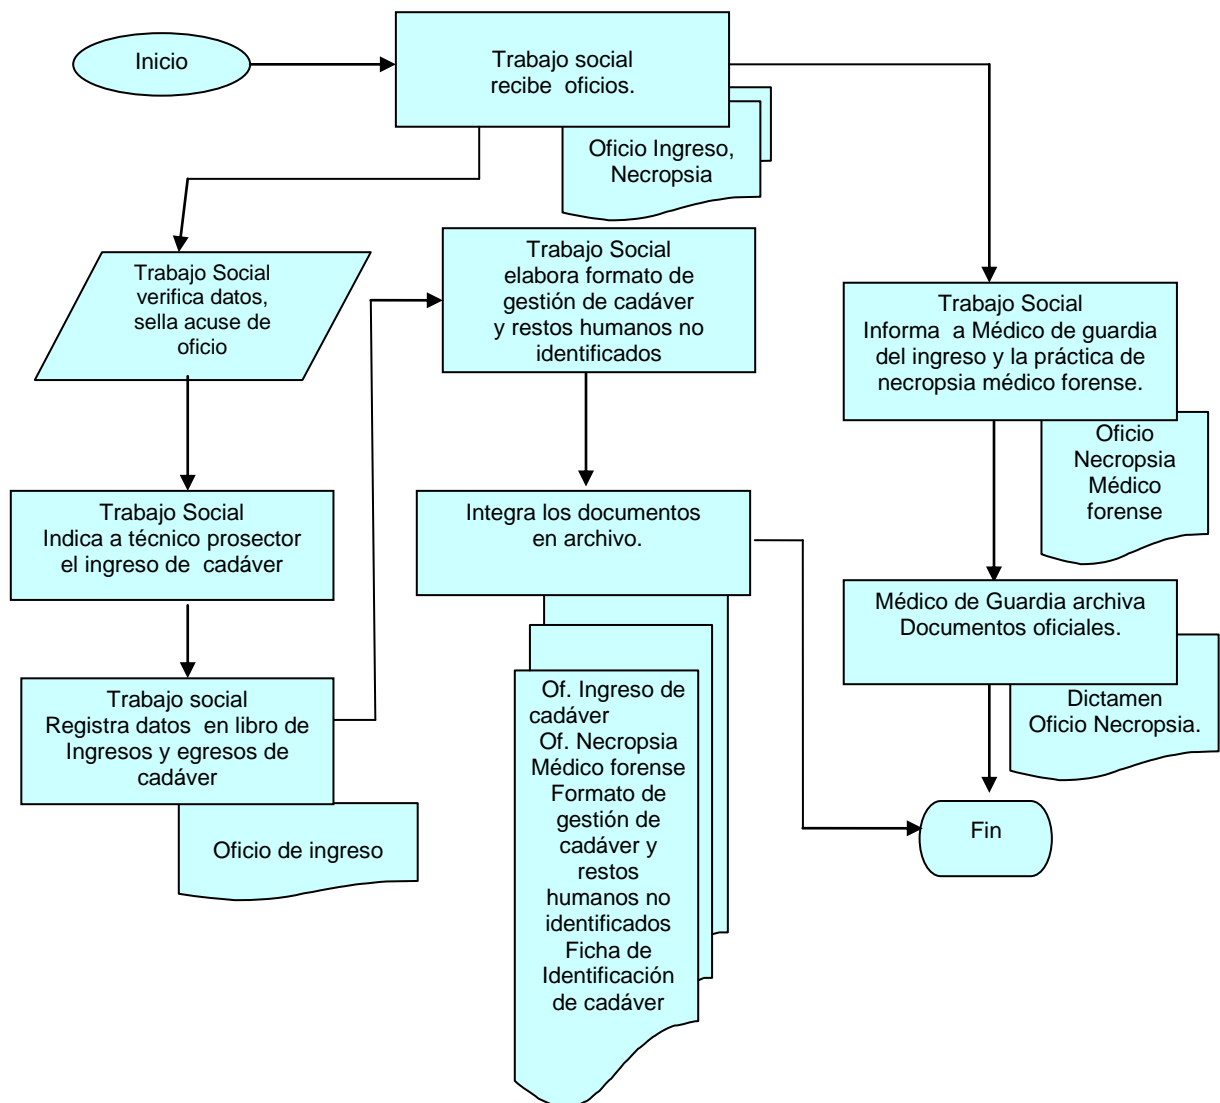 Inicio
Trabajo social
recibe oficios.
Oficio Ingreso,
Necropsia
Trabajo Social
verifica datos,
sella acuse de
oficio
Trabajo Social
Indica a técnico prosector
el ingreso de cadáver
Trabajo social
Registra datos en libro de
Ingresos y egresos de
cadáver
Oficio de ingreso
Trabajo Social
elabora formato de
gestión de cadáver
y restos humanos no
identificados
Integra los documentos
en archivo.
Of. Ingreso de
cadáver
Of. Necropsia
Médico forense
Formato de
gestión de
cadáver y
restos
humanos no
identificados
Ficha de
Identificación
de cadáver
Trabajo Social
Informa a Médico de guardia
del ingreso y la práctica de
necropsia médico forense.
Oficio
Necropsia
Médico
forense
Médico de Guardia archiva
Documentos oficiales.
Dictamen
Oficio Necropsia.
Fin